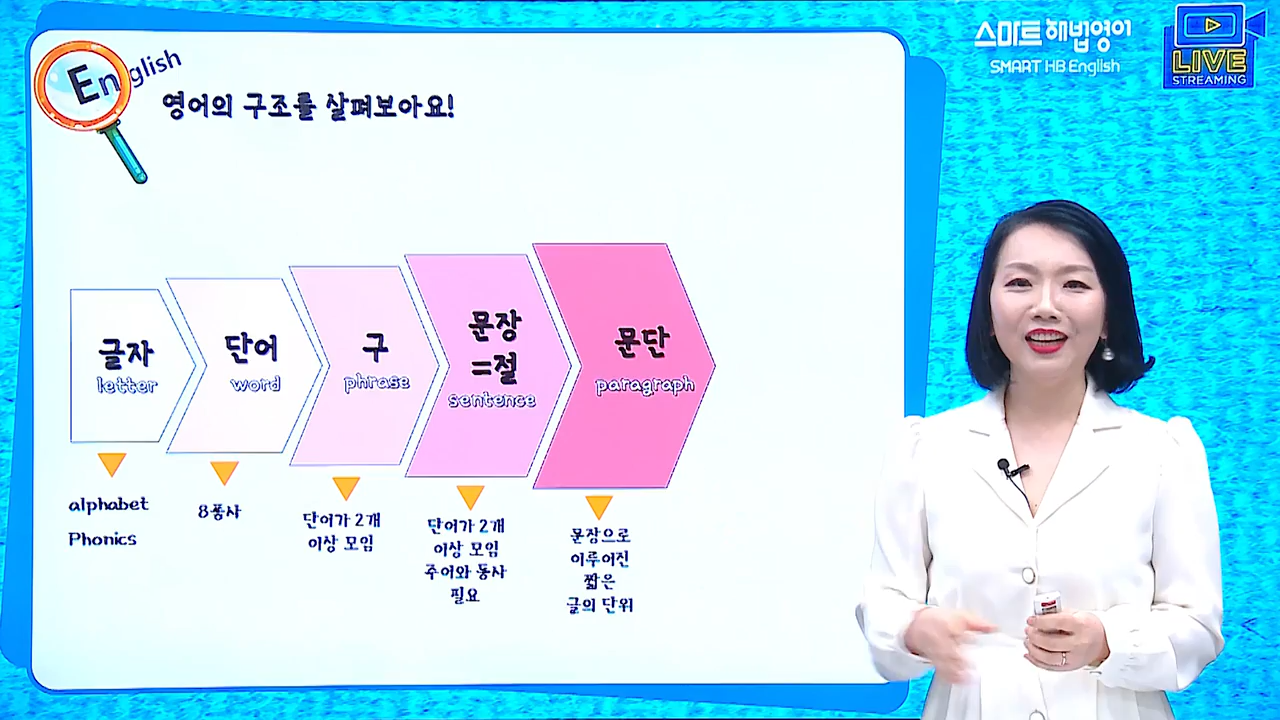 English
영어의 구조를 살펴보아요!
스마트 해법영어
SMART HB English
LIVE
STREAMING
글자
letter
단어
word
구
phrase
문장
=절
sentence
문단
paragraph
alphabet
Phonics
8품사
단어가 2개
이상 모임
단어가 2개
이상 모임
주어와 동사
필요
문장으로
이루어진
짧은
글의 단위